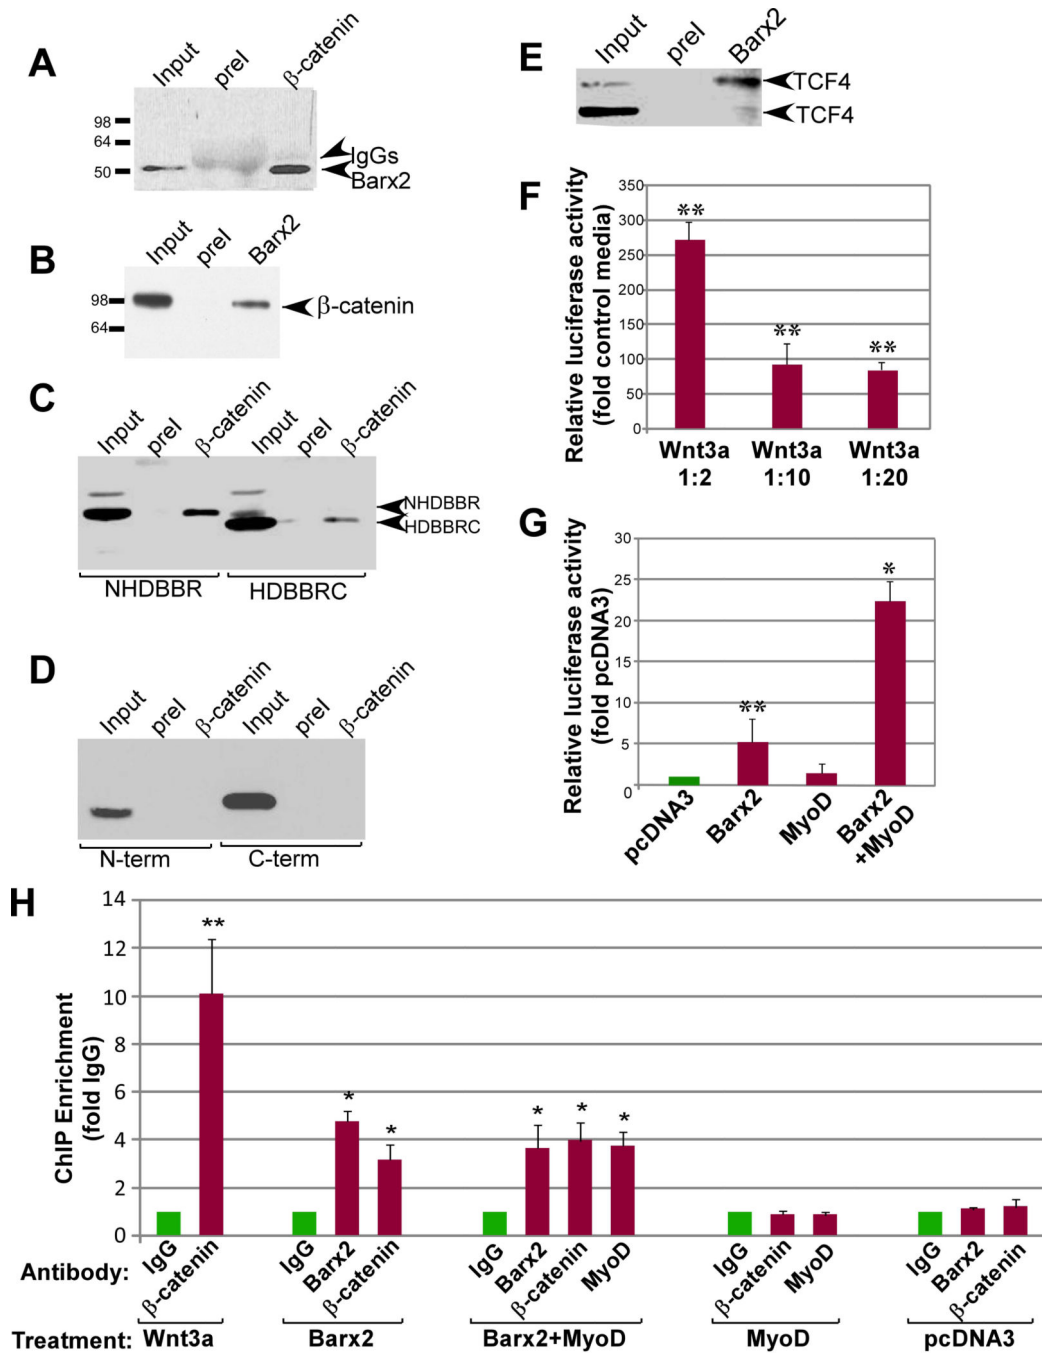 A
Input
preI
β-catenin
98
64
50
IgGs
Barx2
B
Input
preI
Barx2
98
64
β-catenin
C
Input
preI
β-catenin
Input
preI
β-catenin
NHDBBR
HDBBRC
NHDBBR
HDBBRC
D
Input
preI
β-catenin
Input
preI
β-catenin
N-term
C-term
E
Input
preI
Barx2
TCF4
TCF4
F
Relative luciferase activity
(fold control media)
350
300
250
200
150
100
50
0
**
**
**
Wnt3a
1:2
Wnt3a
1:10
Wnt3a
1:20
G
Relative luciferase activity
(fold pcDNA3)
30
25
20
15
10
5
0
**
*
pcDNA3
Barx2
MyoD
Barx2
+MyoD
H
ChIP Enrichment
(fold IgG)
14
12
10
8
6
4
2
0
**
*
*
*
*
*
Antibody:
IgG
β-catenin
IgG
Barx2
β-catenin
IgG
Barx2
β-catenin
MyoD
IgG
β-catenin
MyoD
IgG
Barx2
β-catenin
Treatment:
Wnt3a
Barx2
Barx2+MyoD
MyoD
pcDNA3